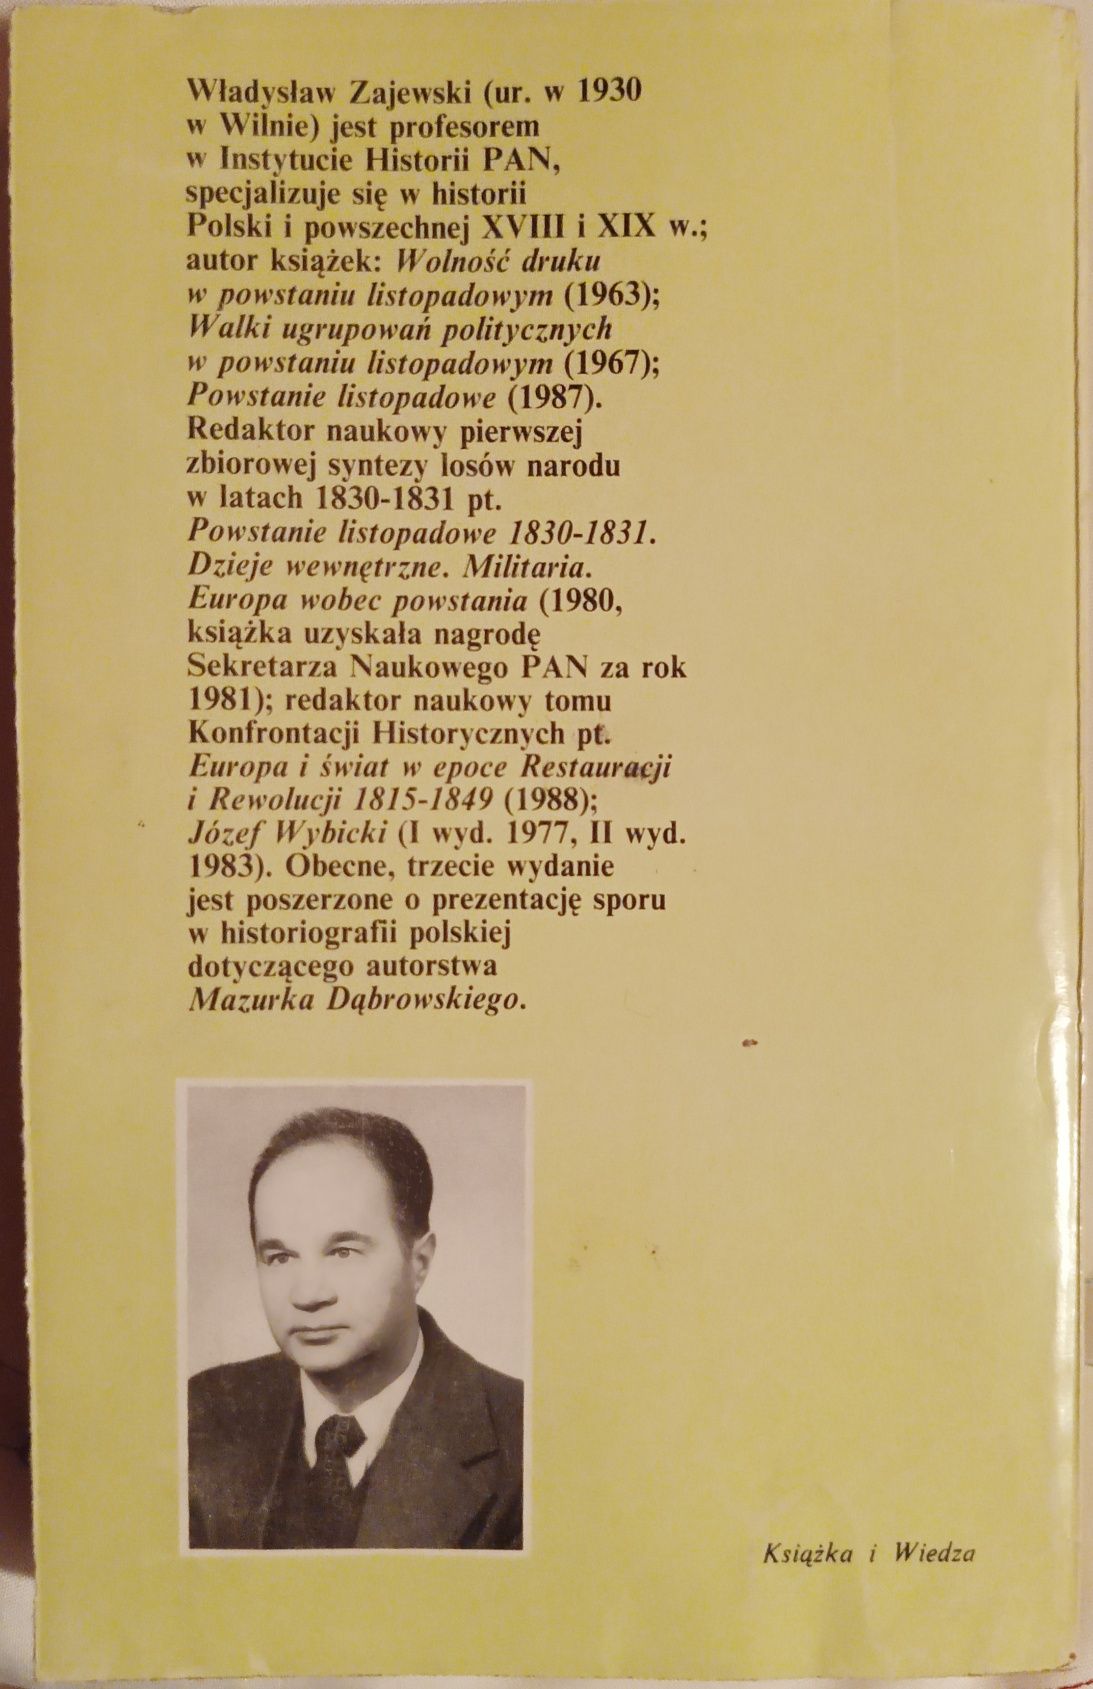 Władysław Zajewski (ur. w 1930
w Wilnie) jest profesorem
w Instytucie Historii PAN,
specjalizuje się w historii
Polski i powszechnej XVIII i XIX w.;
autor książek: Wolność druku
w powstaniu listopadowym (1963);
Walki ugrupowań politycznych
w powstaniu listopadowym (1967);
Powstanie listopadowe (1987).
Redaktor naukowy pierwszej
zbiorowej syntezy losów narodu
w latach 1830-1831 pt.
Powstanie listopadowe 1830-1831.
Dzieje wewnętrzne. Militaria.
Europa wobec powstania (1980,
książka uzyskała nagrodę
Sekretarza Naukowego PAN za rok
1981); redaktor naukowy tomu
Konfrontacji Historycznych pt.
Europa i świat w epoce Restauracji
i Rewolucji 1815-1849 (1988);
Józef Wybicki (I wyd. 1977, II wyd.
1983). Obecne, trzecie wydanie
jest poszerzone o prezentację sporu
w historiografii polskiej
dotyczącego autorstwa
Mazurka Dąbrowskiego.
Książka i Wiedza